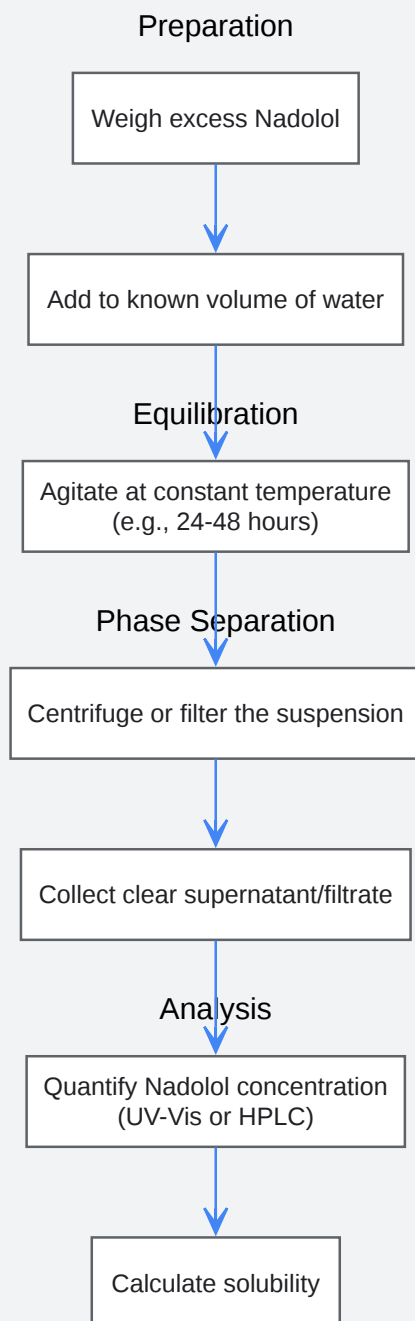 Preparation
Weigh excess Nadolol
Add to known volume of water
Equilibration
Agitate at constant temperature
(e.g., 24-48 hours)
Phase Separation
Centrifuge or filter the suspension
Collect clear supernatant/filtrate
Analysis
Quantify Nadolol concentration
(UV-Vis or HPLC)
Calculate solubility